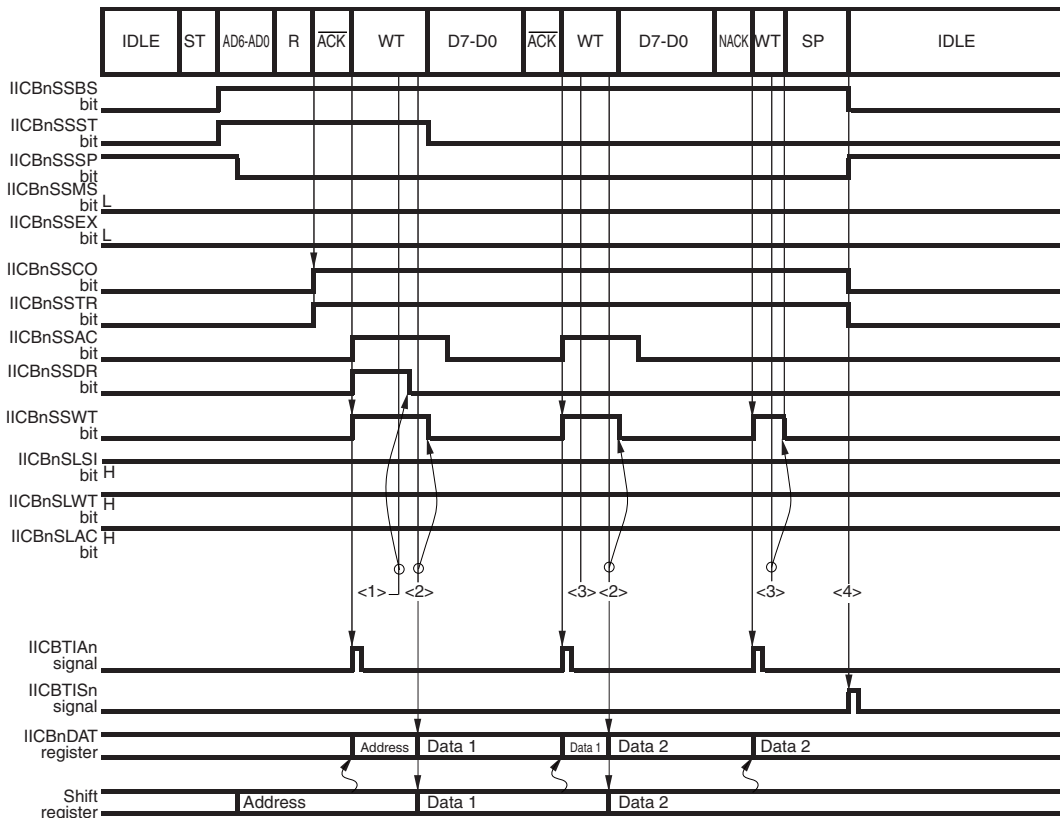 IDLE ST AD6-AD0 R ACK WT D7-D0 ACK WT D7-D0 NACK WT SP IDLE
IICBnSSBS
bit
IICBnSSST
bit
IICBnSSSP
bit
IICBnSSMS
bit L
IICBnSSEX
bit L
IICBnSSCO
bit
IICBnSSTR
bit
IICBnSSAC
bit
IICBnSSDR
bit
IICBnSSWT
bit
IICBnSLSI
bit H
IICBnSLWT H
bit
IICBnSLAC H
bit
<1> <2> <3> <2> <3> <4>
IICBTIAn
signal
IICBTISn
signal
IICBnDAT
register
Address Data 1 Data 1 Data 2 Data 2
Shift
register
Address Data 1 Data 2